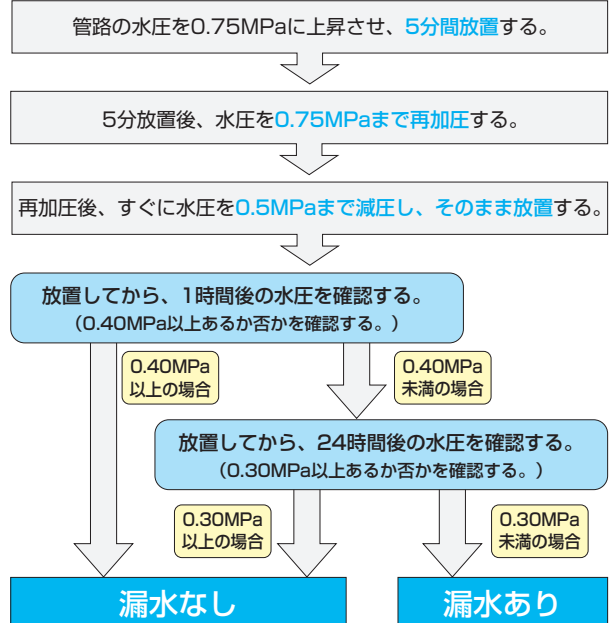 管路の水圧を0.75MPaに上昇させ、5分間放置する。
5分放置後、水圧を0.75MPaまで再加圧する。
再加圧後、すぐに水圧を0.5MPaまで減圧し、そのまま放置する。
放置してから、1時間後の水圧を確認する。
（0.40MPa以上あるか否かを確認する。）
0.40MPa
以上の場合
0.40MPa
未満の場合
放置してから、24時間後の水圧を確認する。
（0.30MPa以上あるか否かを確認する。）
0.30MPa
以上の場合
0.30MPa
未満の場合
漏水なし
漏水あり